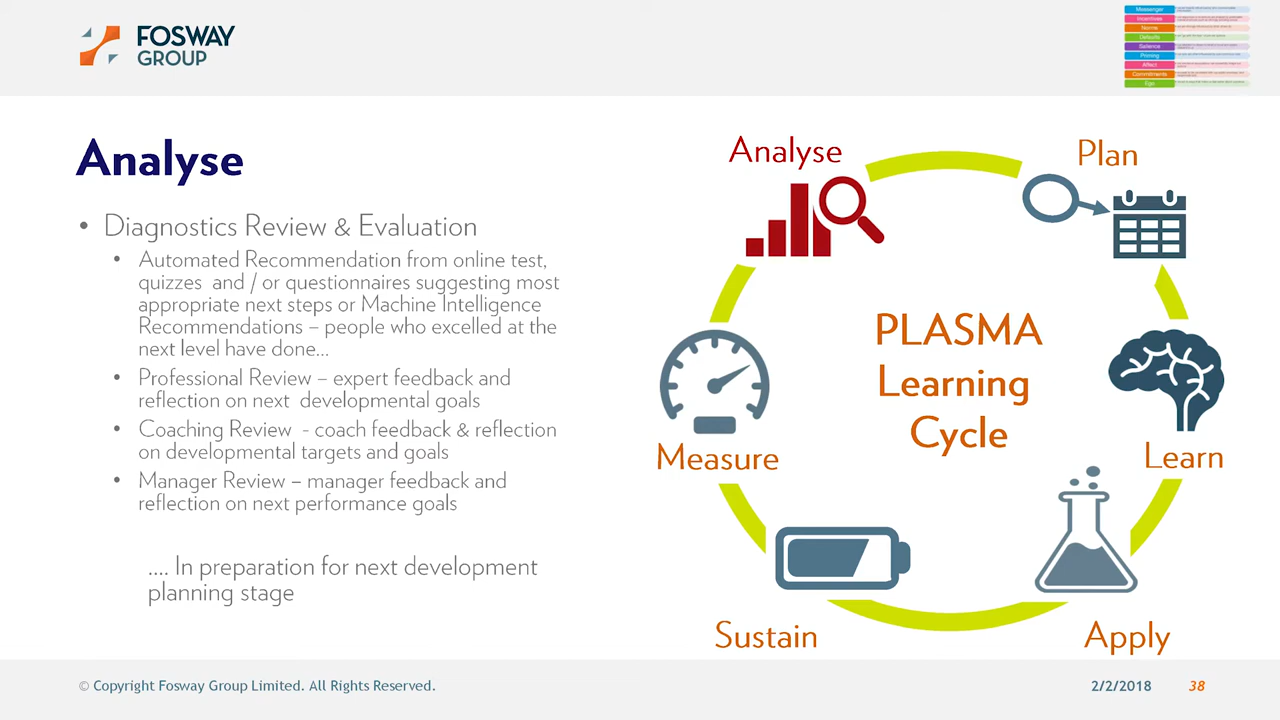 FOSWAY
GROUP
Messenger
Incentives
Norms
Defaults
Salience
Priming
Affect
Commitments
Ego
Analyse
• Diagnostics Review & Evaluation
• Automated Recommendation from online test,
quizzes and / or questionnaires suggesting most
appropriate next steps or Machine Intelligence
Recommendations – people who excelled at the
next level have done...
• Professional Review – expert feedback and
reflection on next developmental goals
• Coaching Review - coach feedback & reflection
on developmental targets and goals
• Manager Review – manager feedback and
reflection on next performance goals
.... In preparation for next development
planning stage
Analyse
Plan
PLASMA
Learning
Cycle
Measure
Learn
Sustain
Apply
© Copyright Fosway Group Limited. All Rights Reserved.
2/2/2018
38